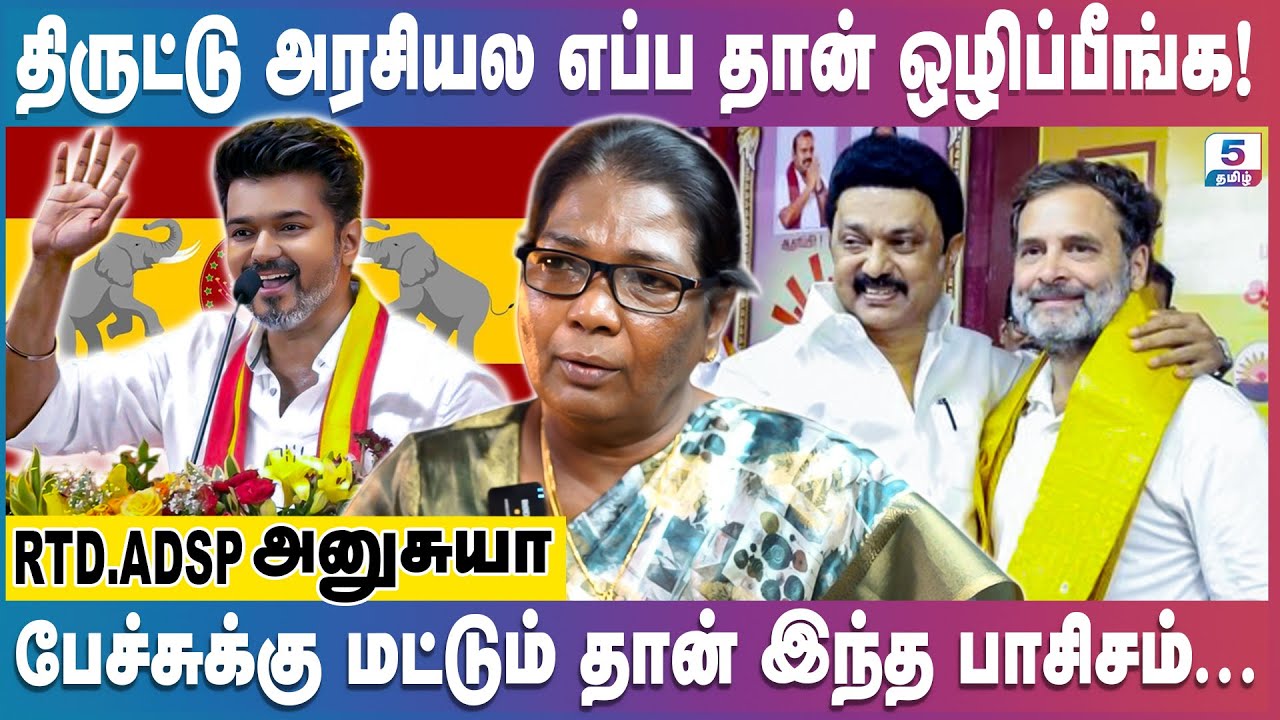 திருட்டு அரசியல எப்ப தான் ஒழிப்பீங்க!
5
தமிழ்
RTD.ADSP அனுசுயா
பேச்சுக்கு மட்டும் தான் இந்த பாசிசம்...